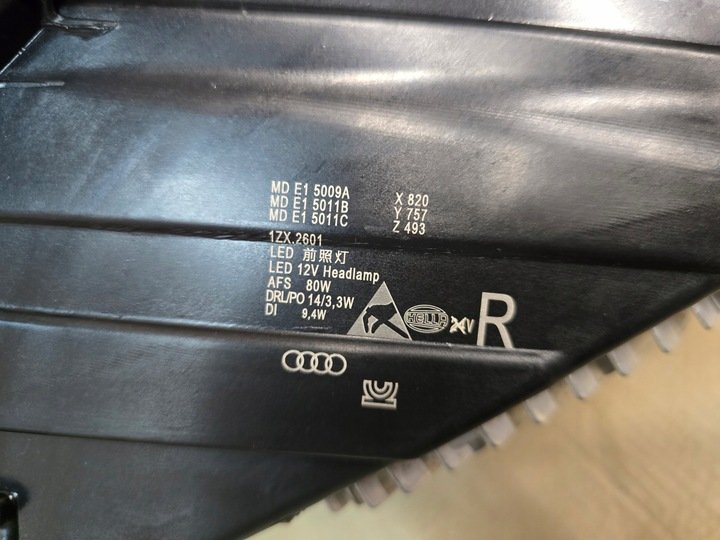 MD E1 5009A
MD E1 5011B
MD E1 5011C
X 820
Y 757
Z 493
1ZX.2601
LED 前照灯
LED 12V Headlamp
AFS 80W
DRL/PO 14/3,3W
DI 9,4W
HELLA
R